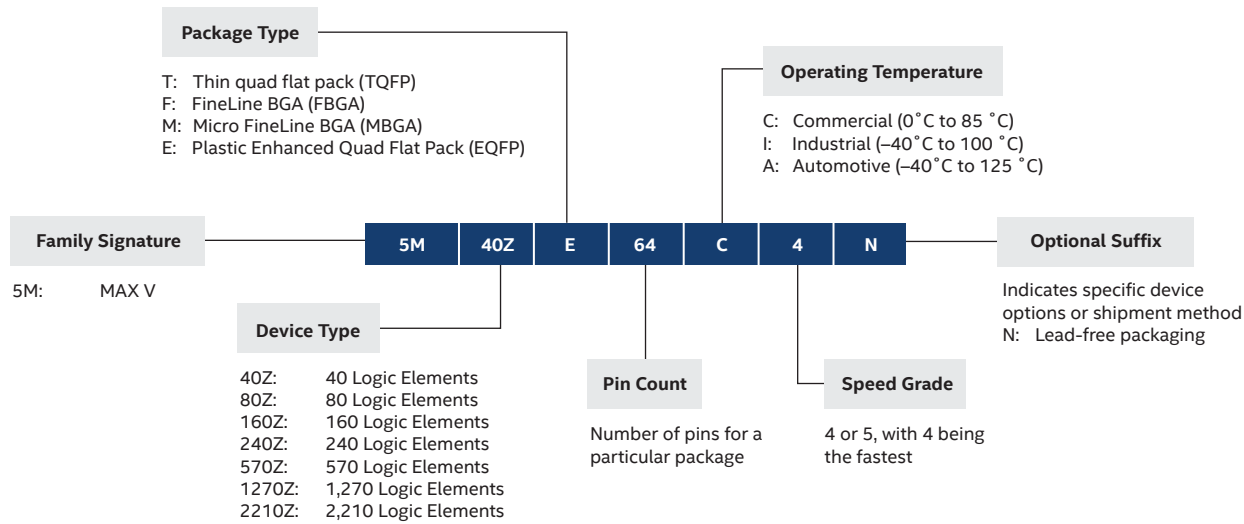 Package Type
T: Thin quad flat pack (TQFP)
F: FineLine BGA (FBGA)
M: Micro FineLine BGA (MBGA)
E: Plastic Enhanced Quad Flat Pack (EQFP)
Operating Temperature
C: Commercial (0˚C to 85 ˚C)
I: Industrial (–40˚C to 100 ˚C)
A: Automotive (–40˚C to 125 ˚C)
Family Signature
5M: MAX V
5M 40Z E 64 C 4 N
Optional Suffix
Indicates specific device
options or shipment method
N: Lead-free packaging
Device Type
40Z: 40 Logic Elements
80Z: 80 Logic Elements
160Z: 160 Logic Elements
240Z: 240 Logic Elements
570Z: 570 Logic Elements
1270Z: 1,270 Logic Elements
2210Z: 2,210 Logic Elements
Pin Count
Number of pins for a
particular package
Speed Grade
4 or 5, with 4 being
the fastest